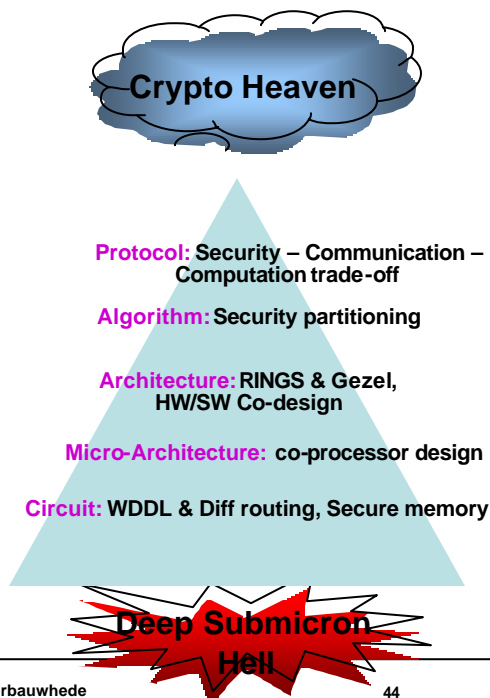 Crypto Heaven
Protocol: Security – Communication –
Computation trade-off
Algorithm: Security partitioning
Architecture: RINGS & Gezel,
HW/SW Co-design
Micro-Architecture: co-processor design
Circuit: WDDL & Diff routing, Secure memory
Deep Submicron
Hell
rbauwhede
44